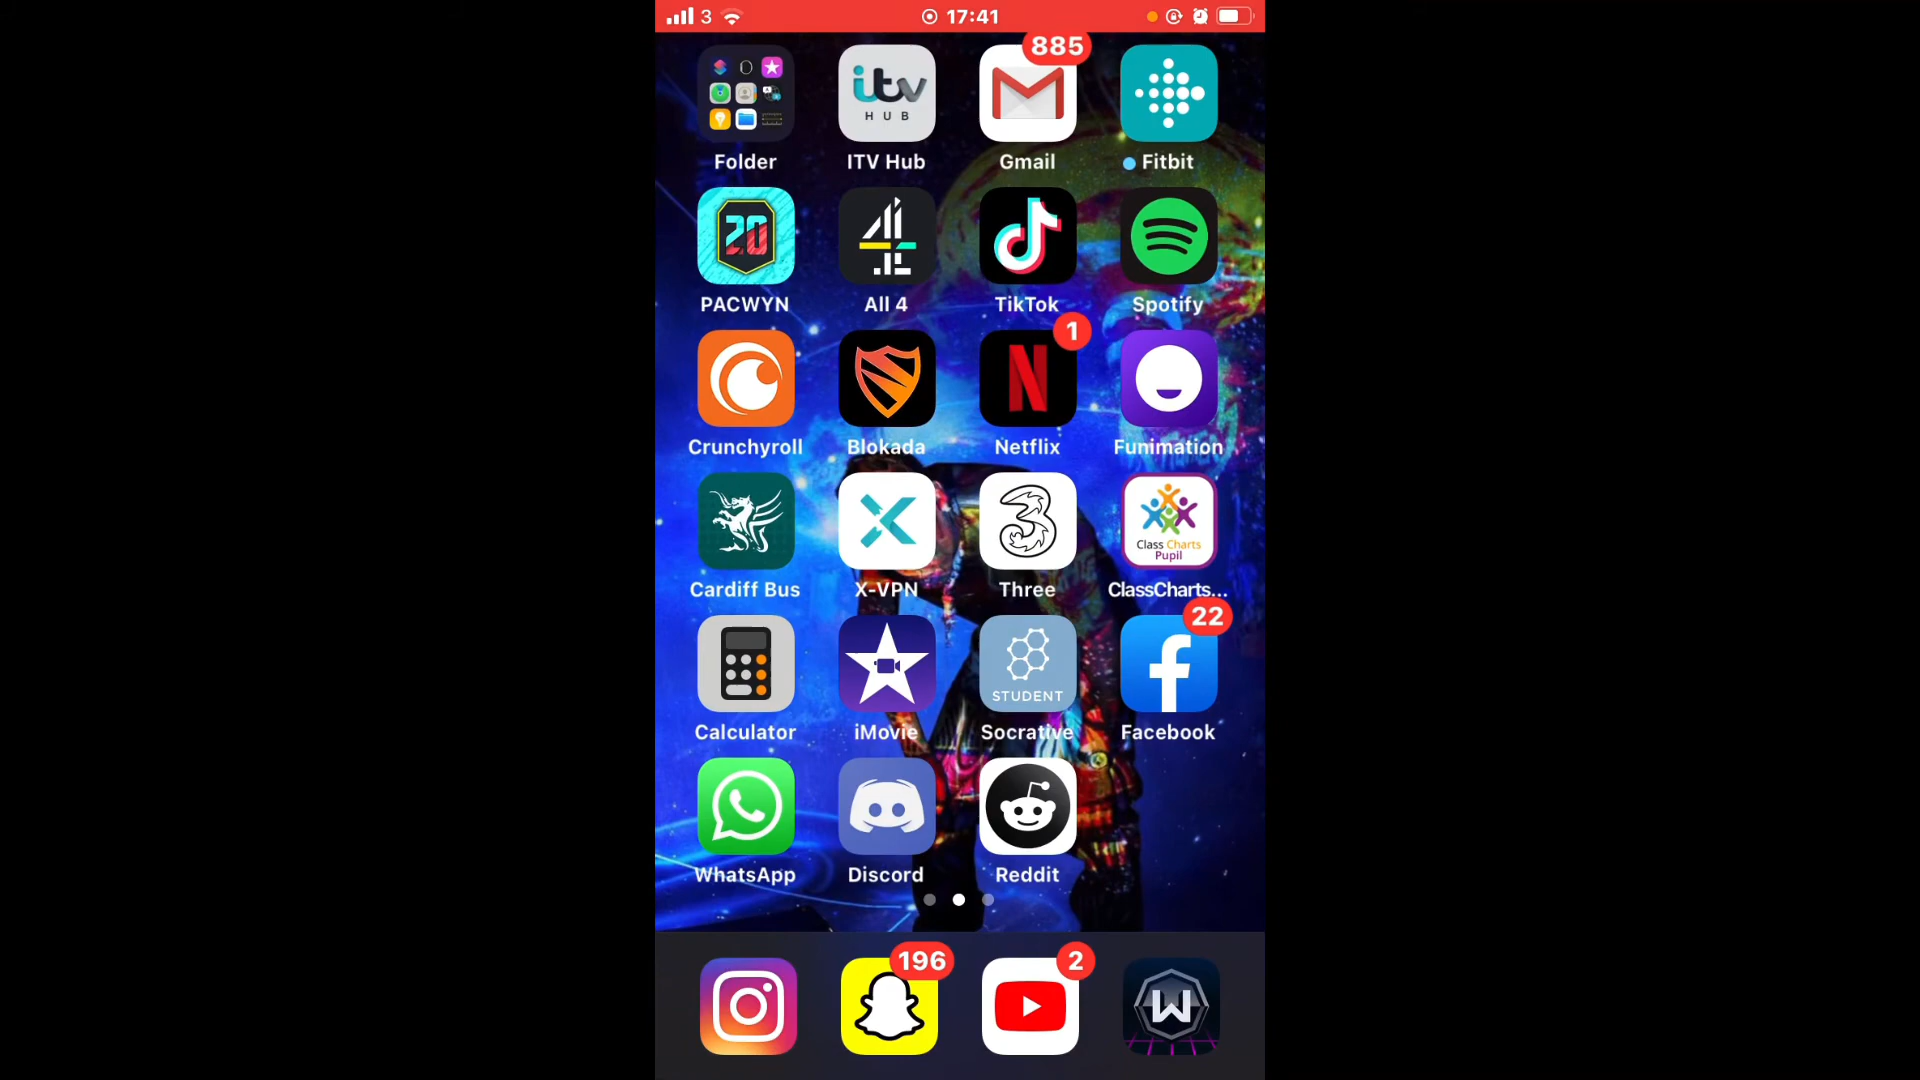 3 17:41
885
Folder ITV Hub Gmail Fitbit
itv
HUB
20
PACWYN All 4 TikTok Spotify
1
N
Crunchyroll Blokada Netflix Funimation
X 3 Class Charts
Pupil
Cardiff Bus X-VPN Three ClassCharts...
22
STUDENT f
Calculator iMovie Socrative Facebook
WhatsApp Discord Reddit
196 2
W